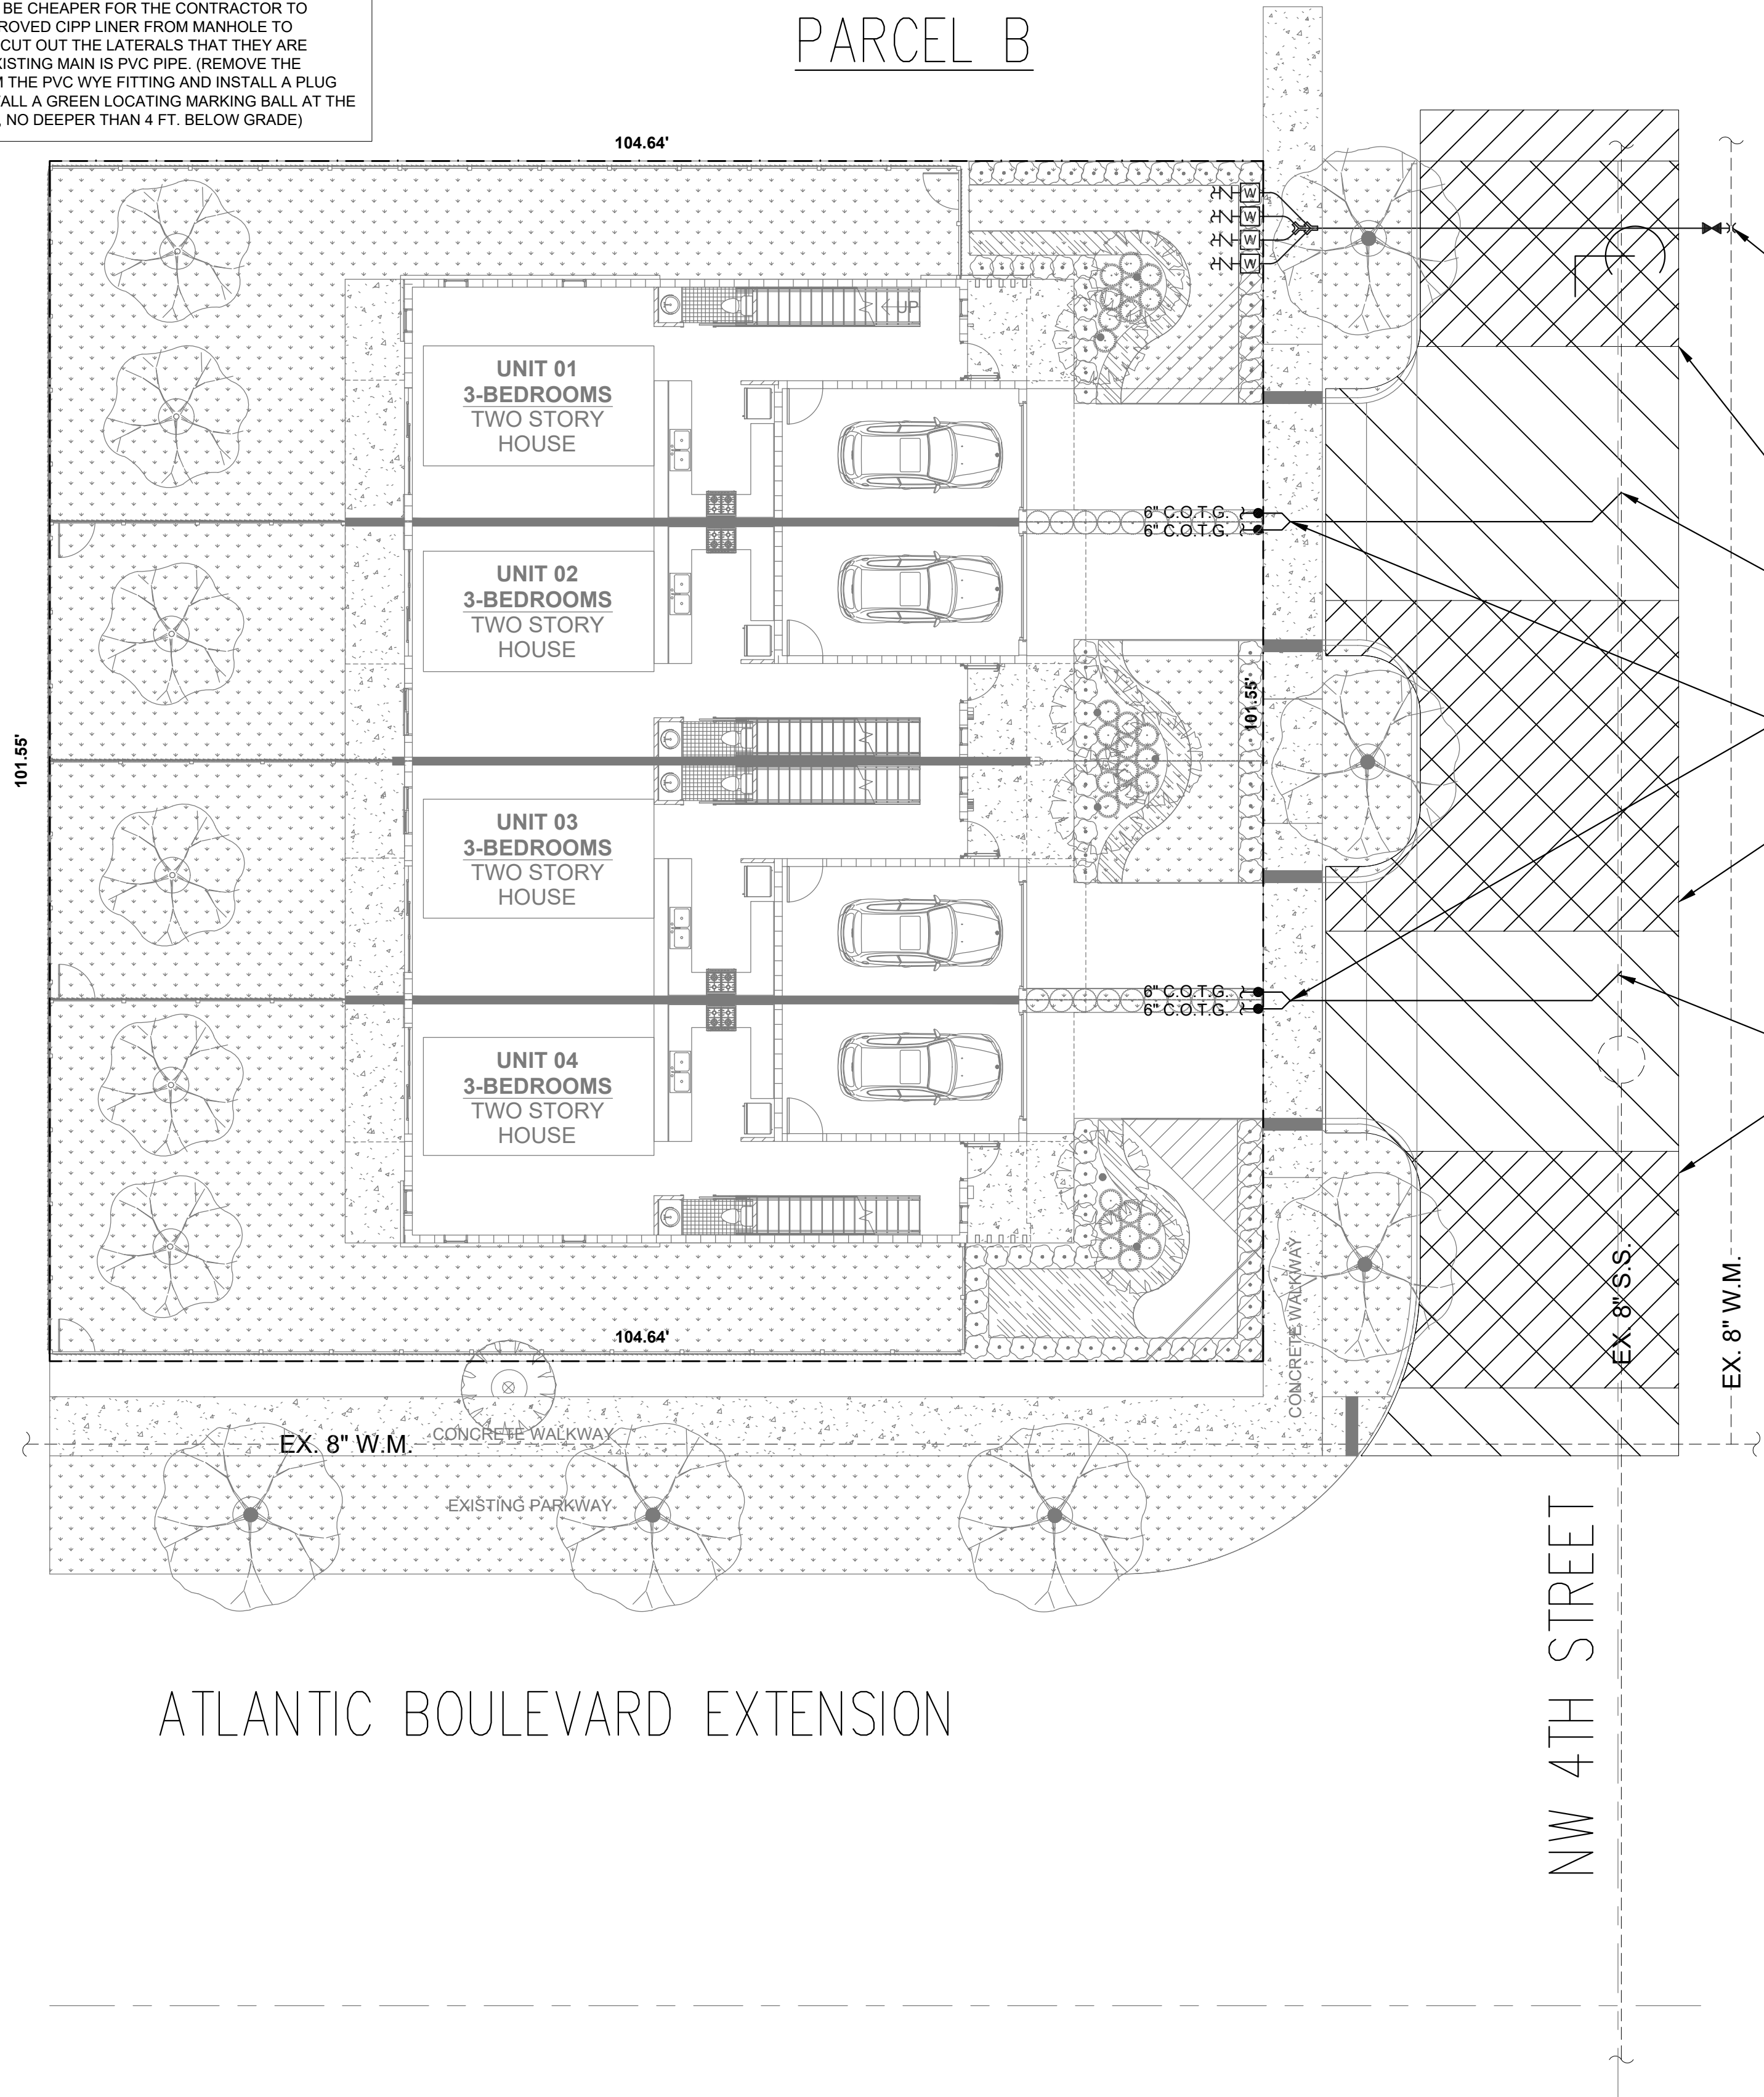 BE CHEAPER FOR THE CONTRACTOR TO
ROVED CIPP LINER FROM MANHOLE TO
CUT OUT THE LATERALS THAT THEY ARE
XISTING MAIN IS PVC PIPE. (REMOVE THE
M THE PVC WYE FITTING AND INSTALL A PLUG
TALL A GREEN LOCATING MARKING BALL AT THE
, NO DEEPER THAN 4 FT. BELOW GRADE)
PARCEL B
104.64'
W
W
W
W
UP
UNIT 01
3-BEDROOMS
TWO STORY
HOUSE
6" C.O.T.G.
6" C.O.T.G.
UNIT 02
3-BEDROOMS
TWO STORY
HOUSE
101.55'
101.55'
UNIT 03
3-BEDROOMS
TWO STORY
HOUSE
6" C.O.T.G.
6" C.O.T.G.
UNIT 04
3-BEDROOMS
TWO STORY
HOUSE
CONCRETE WALKWAY
EX. 8" S.S.
EX. 8" W.M.
104.64'
EX. 8" W.M.
CONCRETE WALKWAY
EXISTING PARKWAY
NW 4TH STREET
ATLANTIC BOULEVARD EXTENSION